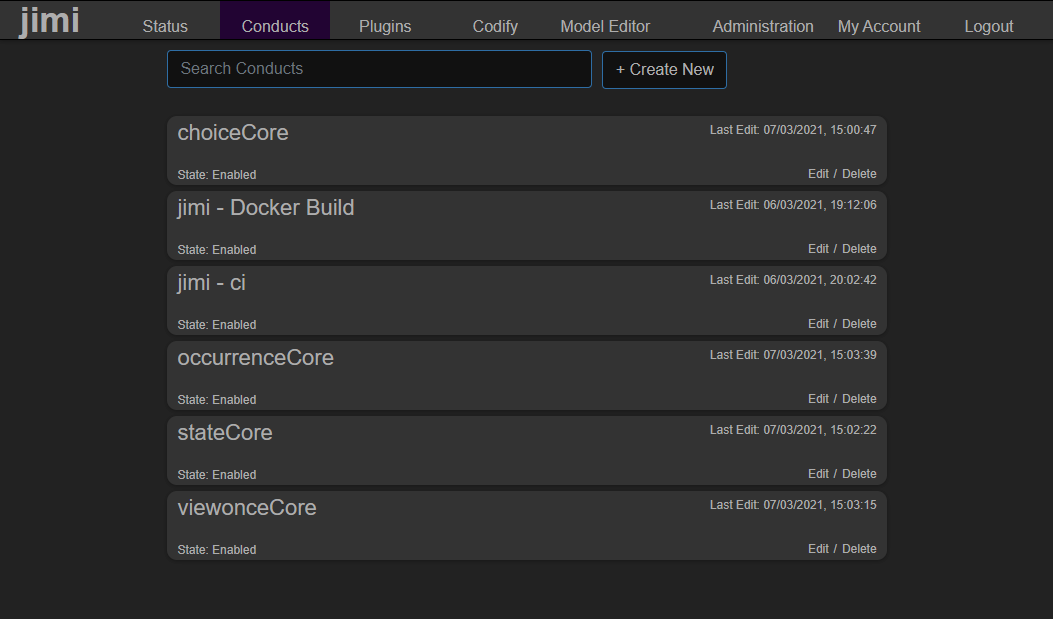 jimi Status Conducts Plugins Codify Model Editor Administration My Account Logout
Search Conducts + Create New
choiceCore Last Edit: 07/03/2021, 15:00:47
State: Enabled Edit / Delete
jimi - Docker Build Last Edit: 06/03/2021, 19:12:06
State: Enabled Edit / Delete
jimi - ci Last Edit: 06/03/2021, 20:02:42
State: Enabled Edit / Delete
occurrenceCore Last Edit: 07/03/2021, 15:03:39
State: Enabled Edit / Delete
stateCore Last Edit: 07/03/2021, 15:02:22
State: Enabled Edit / Delete
viewonceCore Last Edit: 07/03/2021, 15:03:15
State: Enabled Edit / Delete